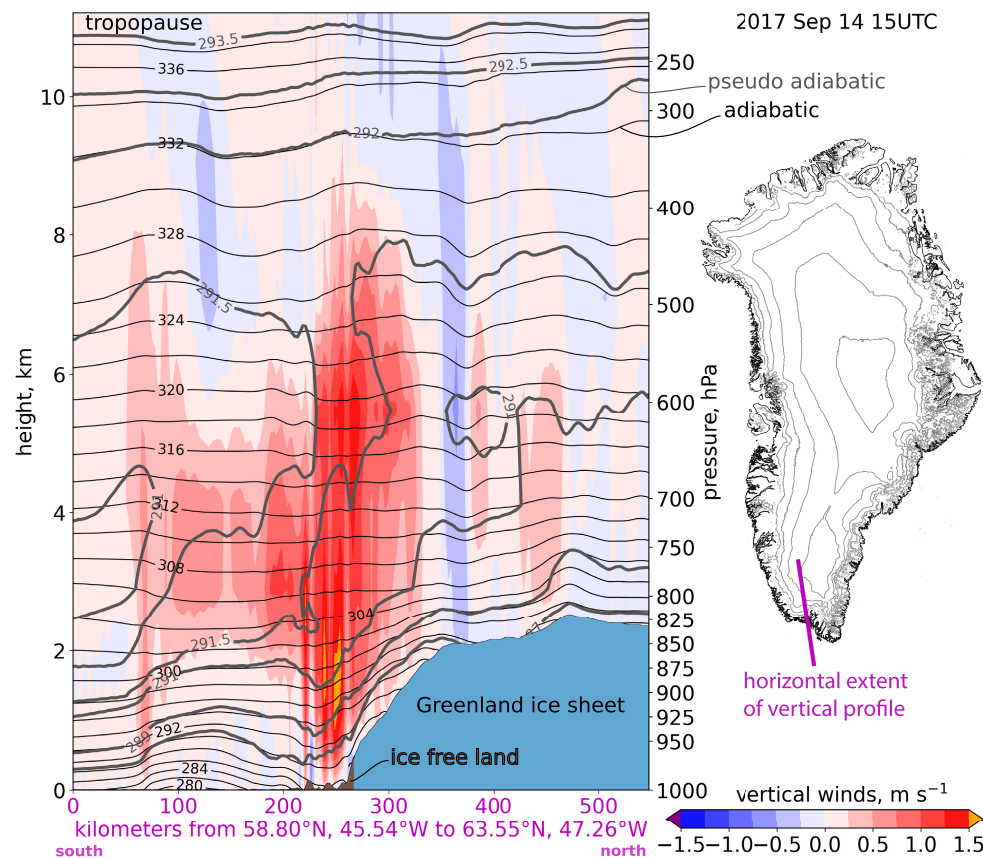 tropopause
2017 Sep 14 15UTC
293.5
336
292.5
250
pseudo adiabatic
10
300
adiabatic
332
292
400
8
328
291.5
500
324
height, km
6
320
291
600
pressure, hPa
316
291
312
4
700
308
750
304
800
825
291.5
2
850
300
291
875
horizontal extent
of vertical profile
Greenland ice sheet
900
925
289
292
950
ice free land
284
280
0
1000
vertical winds, m s⁻¹
0 100 200 300 400 500
−1.5 −1.0 −0.5 0.0 0.5 1.0 1.5
kilometers from 58.80°N, 45.54°W to 63.55°N, 47.26°W
south
north